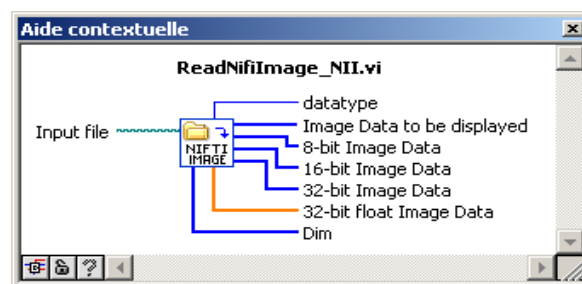 Aide contextuelle
ReadNifiImage_NII.vi
datatype
Input file
Image Data to be displayed
NIFTI
IMAGE
8-bit Image Data
16-bit Image Data
32-bit Image Data
32-bit float Image Data
Dim
?